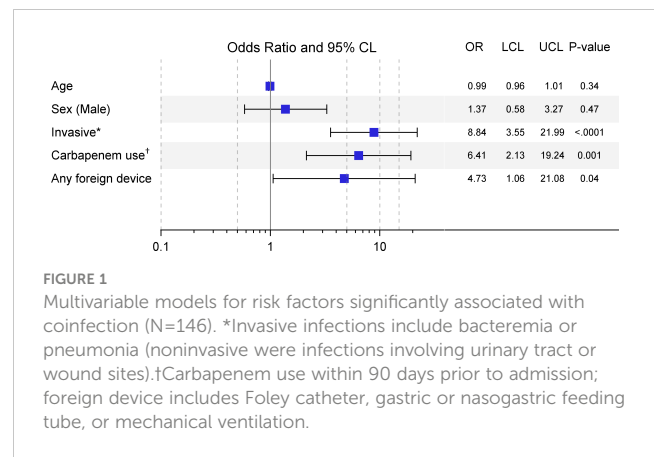 Odds Ratio and 95% CL OR LCL UCL P-value
Age 0.99 0.96 1.01 0.34
Sex (Male) 1.37 0.58 3.27 0.47
Invasive* 8.84 3.55 21.99 <.0001
Carbapenem use† 6.41 2.13 19.24 0.001
Any foreign device 4.73 1.06 21.08 0.04
0.1 1 10
FIGURE 1
Multivariable models for risk factors significantly associated with
coinfection (N=146). *Invasive infections include bacteremia or
pneumonia (noninvasive were infections involving urinary tract or
wound sites).†Carbapenem use within 90 days prior to admission;
foreign device includes Foley catheter, gastric or nasogastric feeding
tube, or mechanical ventilation.